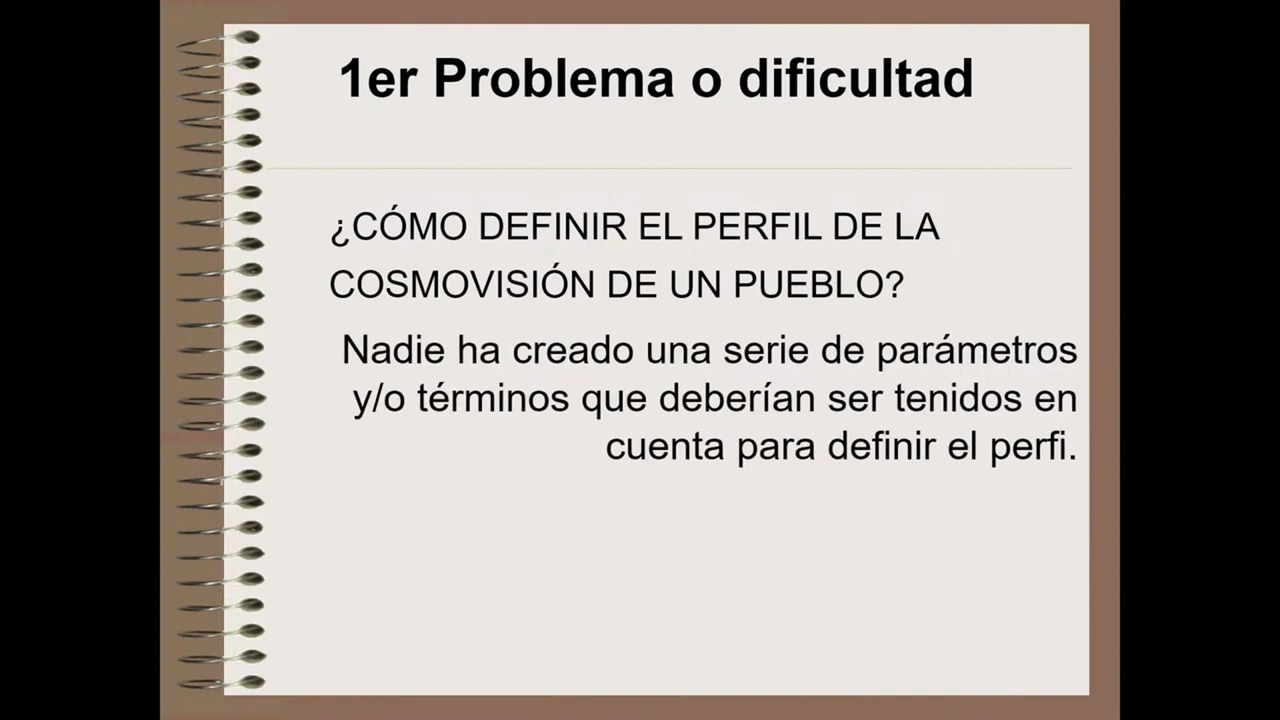 1er Problema o dificultad
¿CÓMO DEFINIR EL PERFIL DE LA
COSMOVISIÓN DE UN PUEBLO?
Nadie ha creado una serie de parámetros
y/o términos que deberían ser tenidos en
cuenta para definir el perfi.